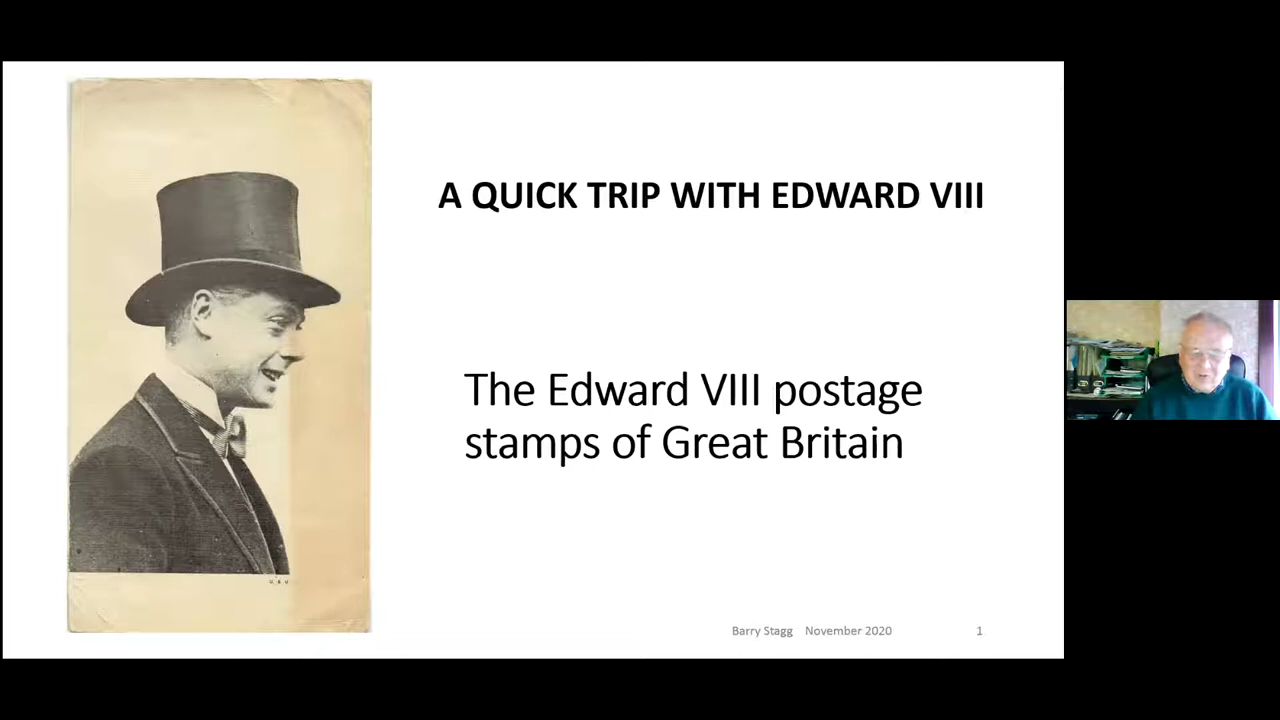 A QUICK TRIP WITH EDWARD VIII
The Edward VIII postage
stamps of Great Britain
U & U
Barry Stagg November 2020 1